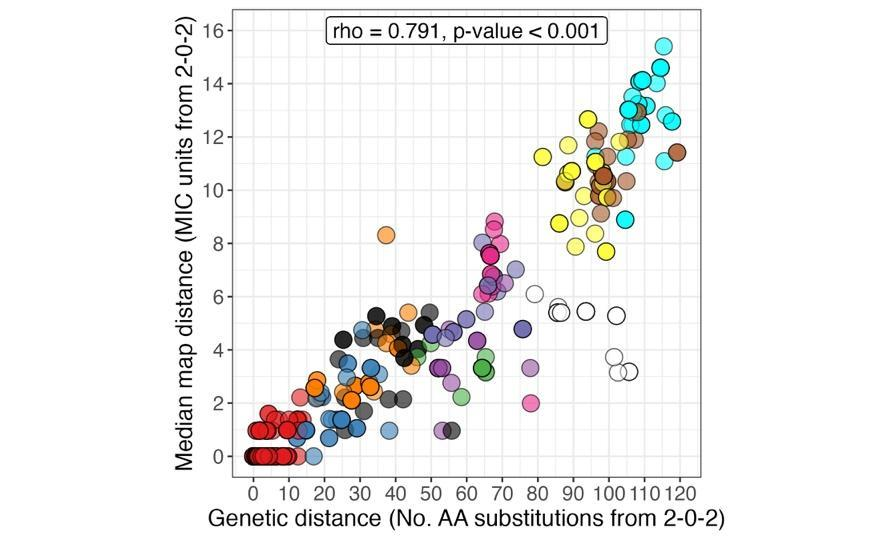 rho = 0.791, p-value < 0.001
Median map distance (MIC units from 2-0-2)
16
14
12
10
8
6
4
2
0
0 10 20 30 40 50 60 70 80 90 100 110 120
Genetic distance (No. AA substitutions from 2-0-2)